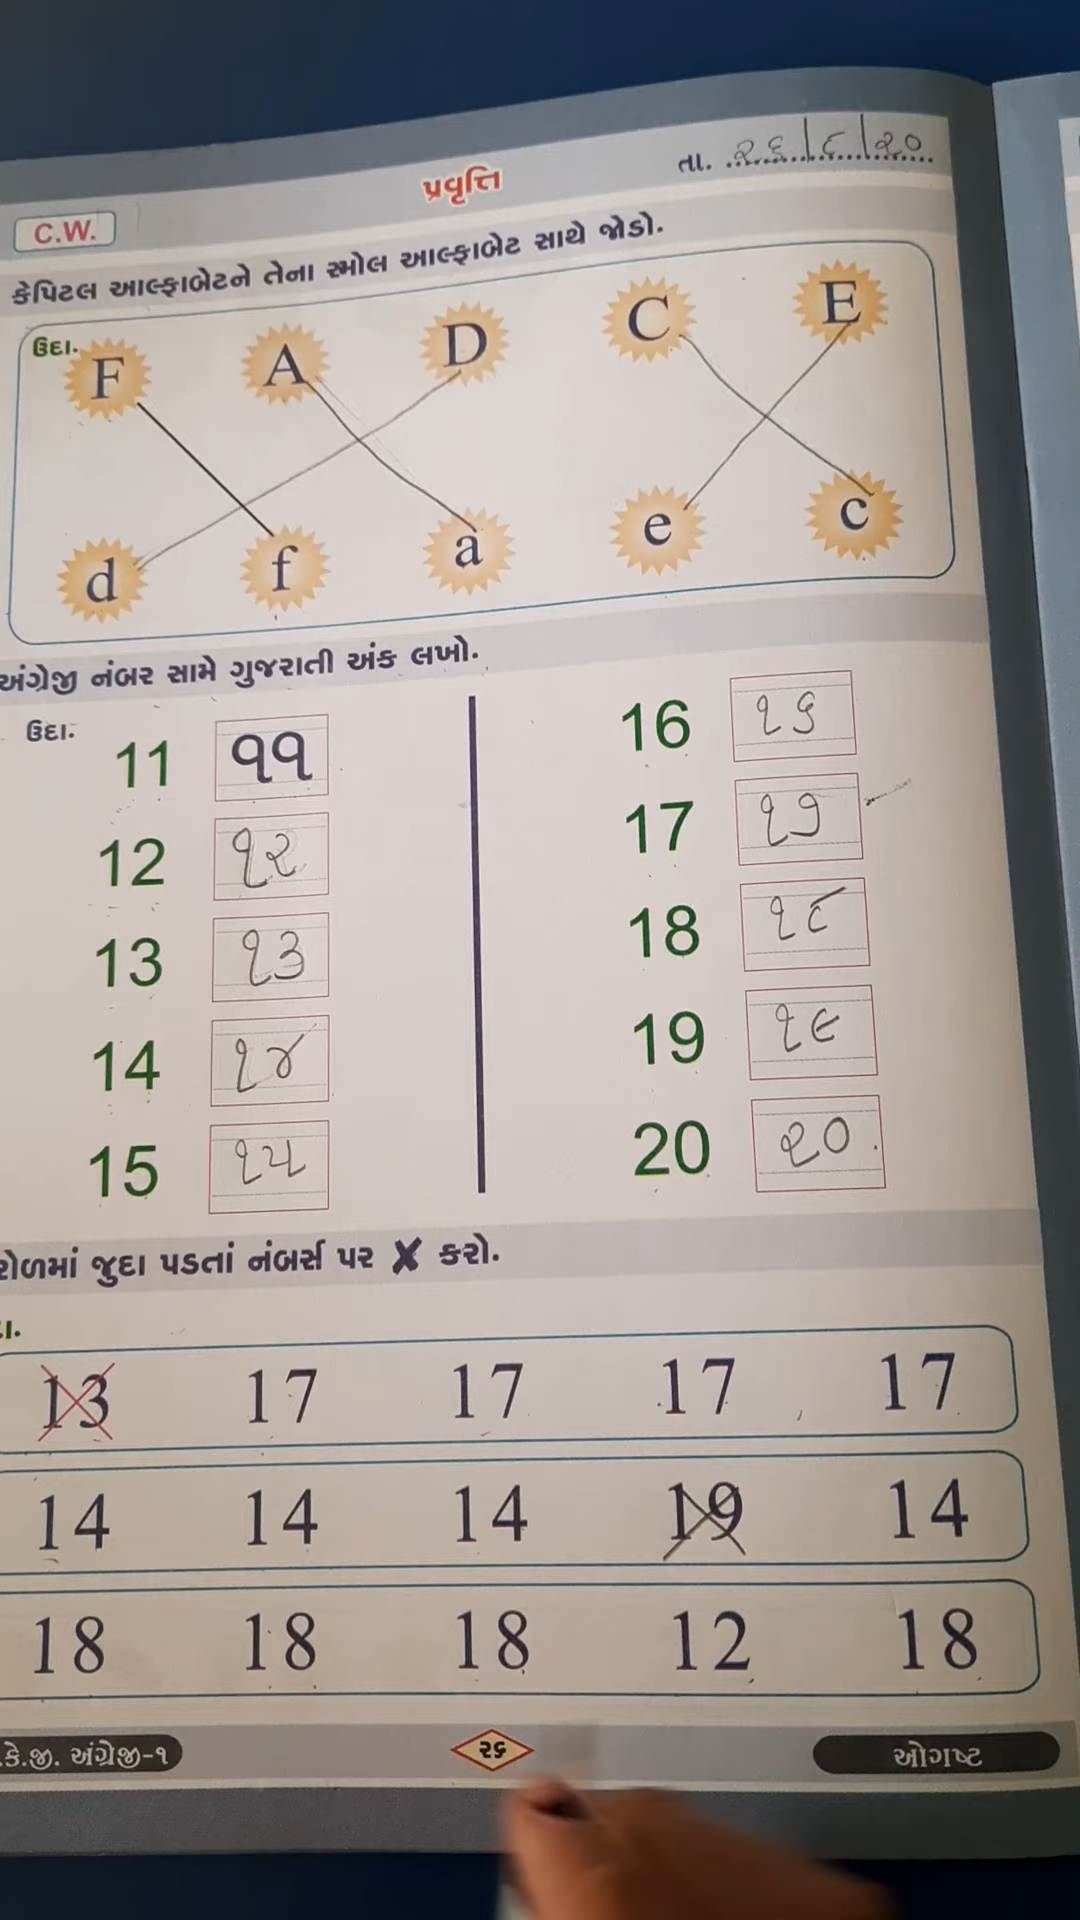 તા. ૨૬/૮/૨૦
પ્રવૃત્તિ
C.W.
કેપિટલ આલ્ફાબેટને તેના સ્મોલ આલ્ફાબેટ સાથે જોડો.
ઉદા.
F A D C E
d f a e c
અંગ્રેજી નંબર સામે ગુજરાતી અંક લખો.
ઉદા.
11 ૧૧ 16 ૧૬
12 ૧૨ 17 ૧૭
13 ૧૩ 18 ૧૮
14 ૧૪ 19 ૧૯
15 ૧૫ 20 ૨૦
જુદા પડતાં નંબર્સ પર X કરો.
13 17 17 17 17
14 14 14 19 14
18 18 18 12 18
કે.જી. અંગ્રેજી-૧ ૨૬ ઓગષ્ટ